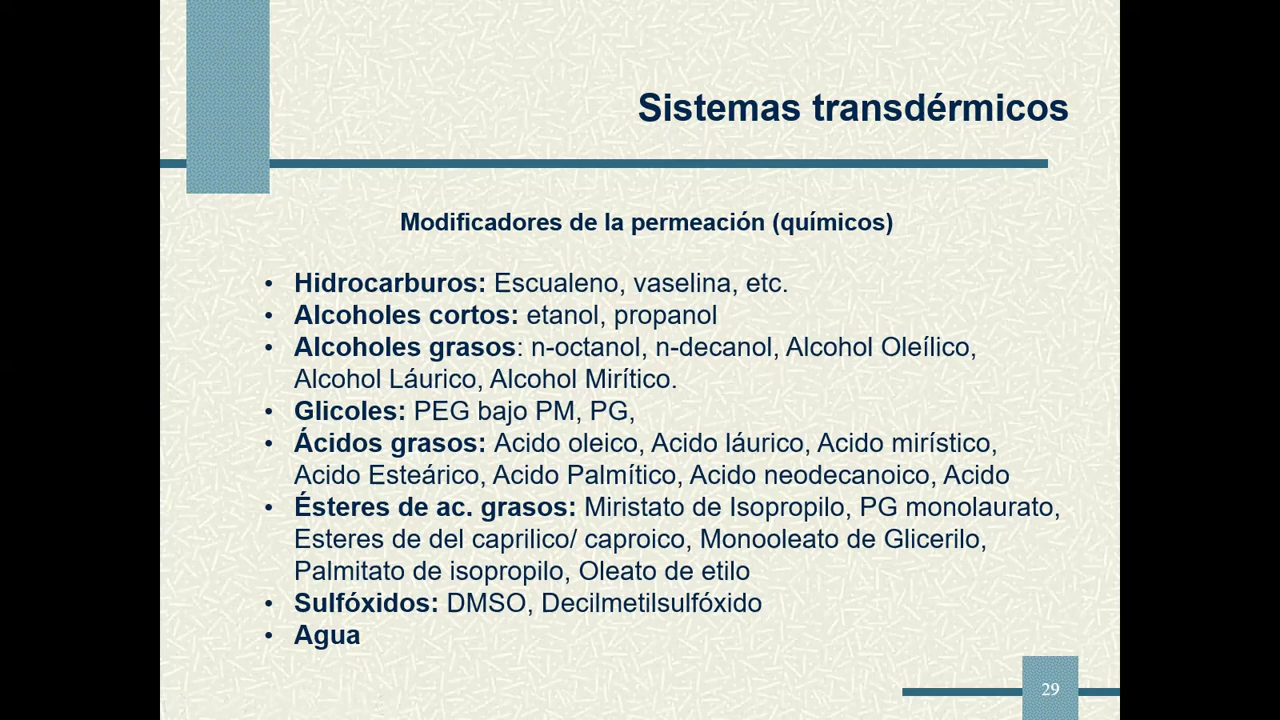 Sistemas transdérmicos
Modificadores de la permeación (químicos)
• Hidrocarburos: Escualeno, vaselina, etc.
• Alcoholes cortos: etanol, propanol
• Alcoholes grasos: n-octanol, n-decanol, Alcohol Oleílico,
Alcohol Láurico, Alcohol Mirítico.
• Glicoles: PEG bajo PM, PG,
• Ácidos grasos: Acido oleico, Acido láurico, Acido mirístico,
Acido Esteárico, Acido Palmítico, Acido neodecanoico, Acido
• Ésteres de ac. grasos: Miristato de Isopropilo, PG monolaurato,
Esteres de del caprilico/ caproico, Monooleato de Glicerilo,
Palmitato de isopropilo, Oleato de etilo
• Sulfóxidos: DMSO, Decilmetilsulfóxido
• Agua
29